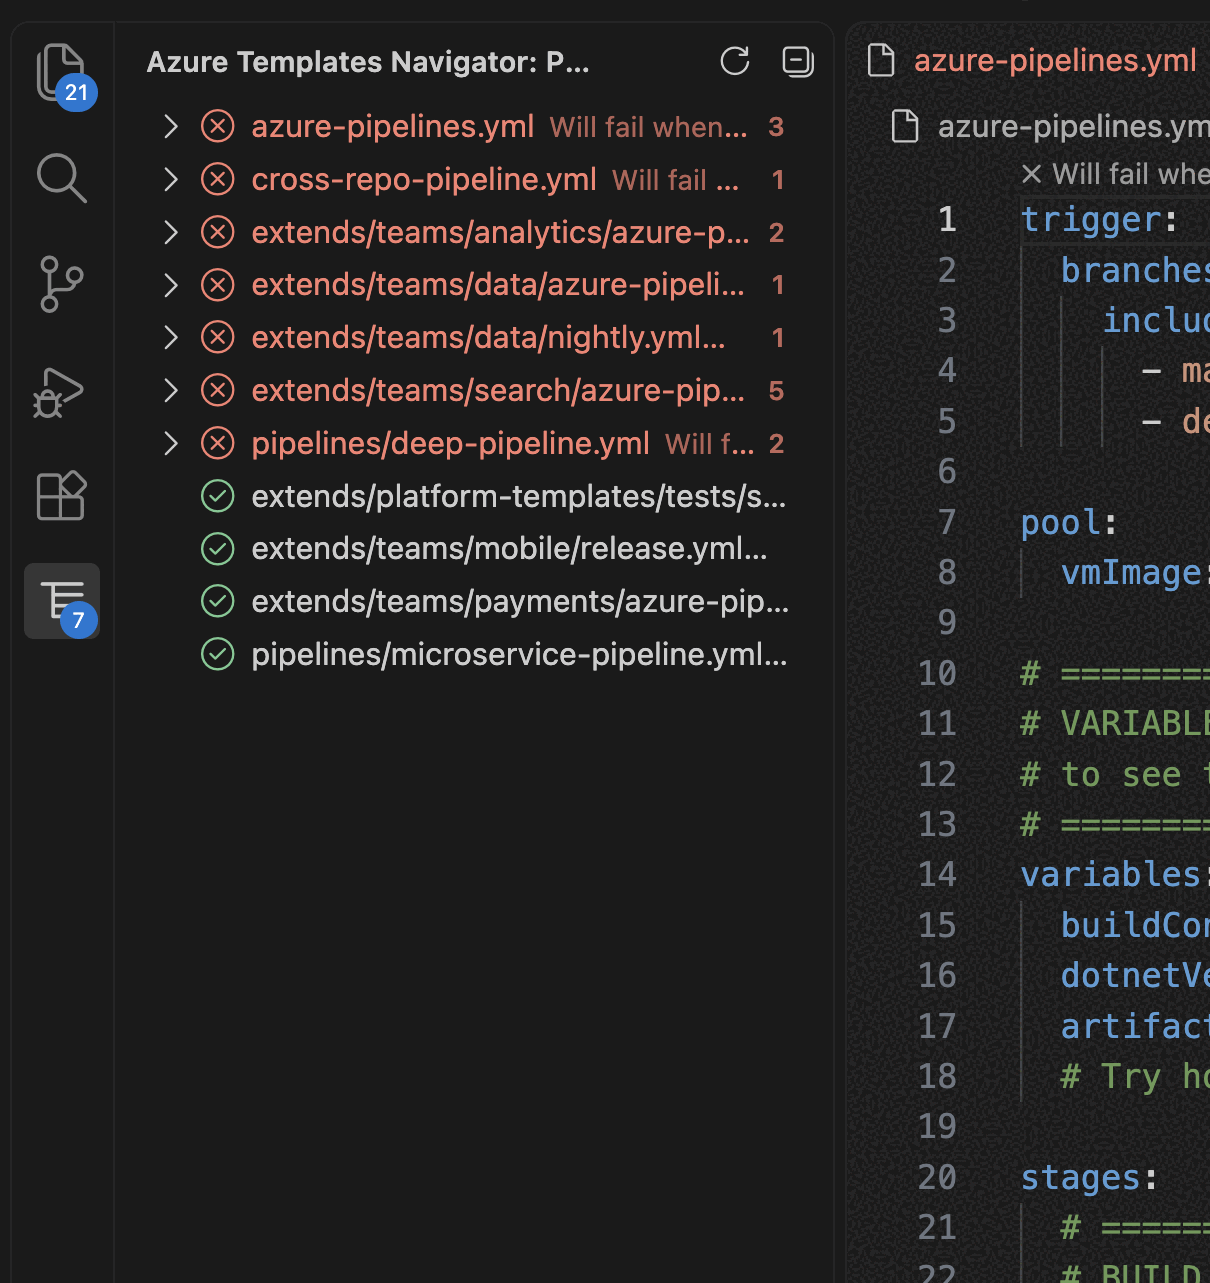 21
7
Azure Templates Navigator: P...
azure-pipelines.yml Will fail when... 3
cross-repo-pipeline.yml Will fail ... 1
extends/teams/analytics/azure-p... 2
extends/teams/data/azure-pipeli... 1
extends/teams/data/nightly.yml... 1
extends/teams/search/azure-pip... 5
pipelines/deep-pipeline.yml Will f... 2
extends/platform-templates/tests/s...
extends/teams/mobile/release.yml...
extends/teams/payments/azure-pip...
pipelines/microservice-pipeline.yml...
azure-pipelines.yml
azure-pipelines.ym
Will fail whe
1 trigger:
2 branches
3 includ
4 - ma
5 - de
6
7 pool:
8 vmImage:
9
10 # =======
11 # VARIABLE
12 # to see t
13 # =======
14 variables:
15 buildCon
16 dotnetVe
17 artifact
18 # Try ho
19
20 stages:
21 # =====
22 # BUILD